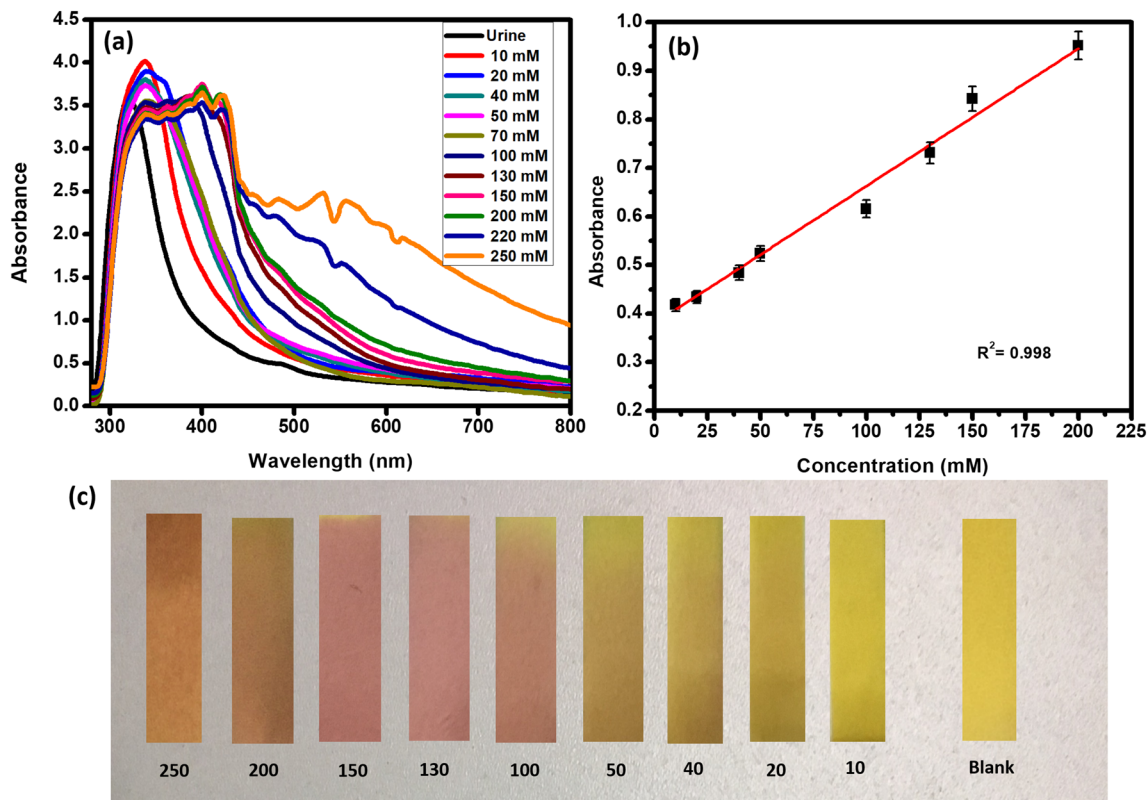 (a)
4.5
4.0
3.5
3.0
2.5
2.0
1.5
1.0
0.5
0.0
Absorbance
300 400 500 600 700 800
Wavelength (nm)
Urine
10 mM
20 mM
40 mM
50 mM
70 mM
100 mM
130 mM
150 mM
200 mM
220 mM
250 mM
(b)
1.0
0.9
0.8
0.7
0.6
0.5
0.4
0.3
0.2
Absorbance
R²= 0.998
0 25 50 75 100 125 150 175 200 225
Concentration (mM)
(c)
250 200 150 130 100 50 40 20 10 Blank